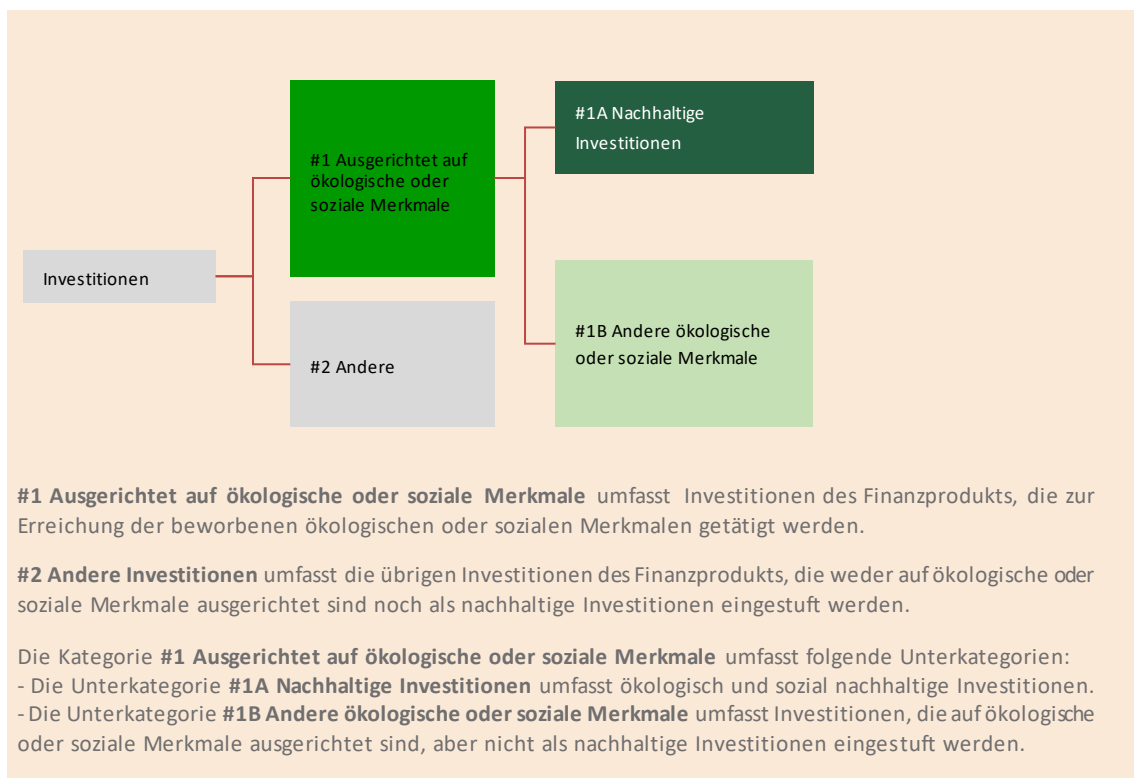 #1A Nachhaltige
Investitionen
#1 Ausgerichtet auf
ökologische oder
soziale Merkmale
Investitionen
#1B Andere ökologische
oder soziale Merkmale
#2 Andere
#1 Ausgerichtet auf ökologische oder soziale Merkmale umfasst Investitionen des Finanzprodukts, die zur
Erreichung der beworbenen ökologischen oder sozialen Merkmalen getätigt werden.
#2 Andere Investitionen umfasst die übrigen Investitionen des Finanzprodukts, die weder auf ökologische oder
soziale Merkmale ausgerichtet sind noch als nachhaltige Investitionen eingestuft werden.
Die Kategorie #1 Ausgerichtet auf ökologische oder soziale Merkmale umfasst folgende Unterkategorien:
- Die Unterkategorie #1A Nachhaltige Investitionen umfasst ökologisch und sozial nachhaltige Investitionen.
- Die Unterkategorie #1B Andere ökologische oder soziale Merkmale umfasst Investitionen, die auf ökologische
oder soziale Merkmale ausgerichtet sind, aber nicht als nachhaltige Investitionen eingestuft werden.